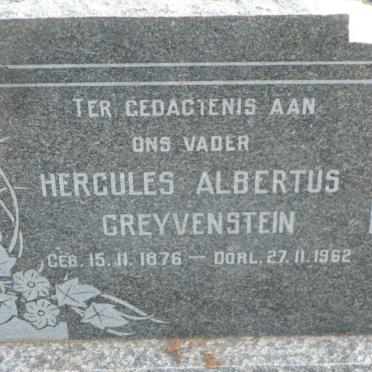 TER GEDAGTENIS AAN
ONS VADER
HERCULES ALBERTUS
GREYVENSTEIN
GEB. 15.11.1876 — OORL. 27.11.1962